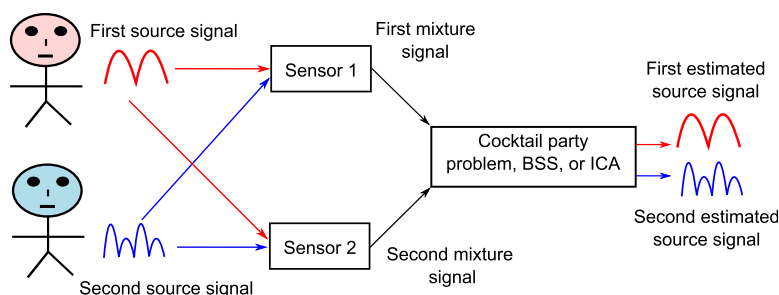 First source signal
Sensor 1
First mixture
signal
First estimated
source signal
Cocktail party
problem, BSS, or ICA
Second estimated
source signal
Sensor 2
Second mixture
signal
Second source signal